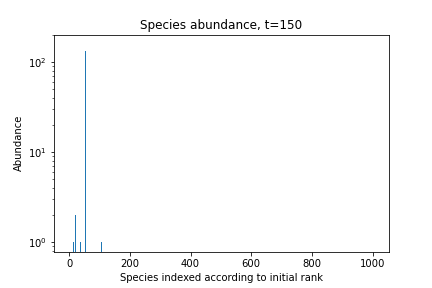 Species abundance, t=150
Abundance
10²
10¹
10⁰
0 200 400 600 800 1000
Species indexed according to initial rank